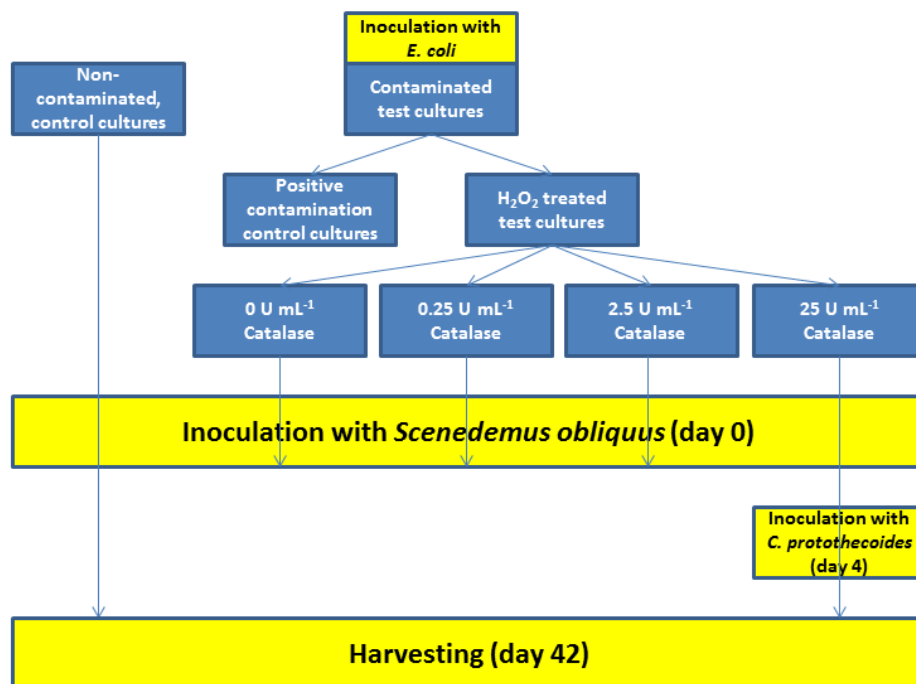 Inoculation with
E. coli
Non-
contaminated,
control cultures
Contaminated
test cultures
Positive
contamination
control cultures
H₂O₂ treated
test cultures
0 U mL⁻¹
Catalase
0.25 U mL⁻¹
Catalase
2.5 U mL⁻¹
Catalase
25 U mL⁻¹
Catalase
Inoculation with Scenedemus obliquus (day 0)
Inoculation with
C. protothecoides
(day 4)
Harvesting (day 42)